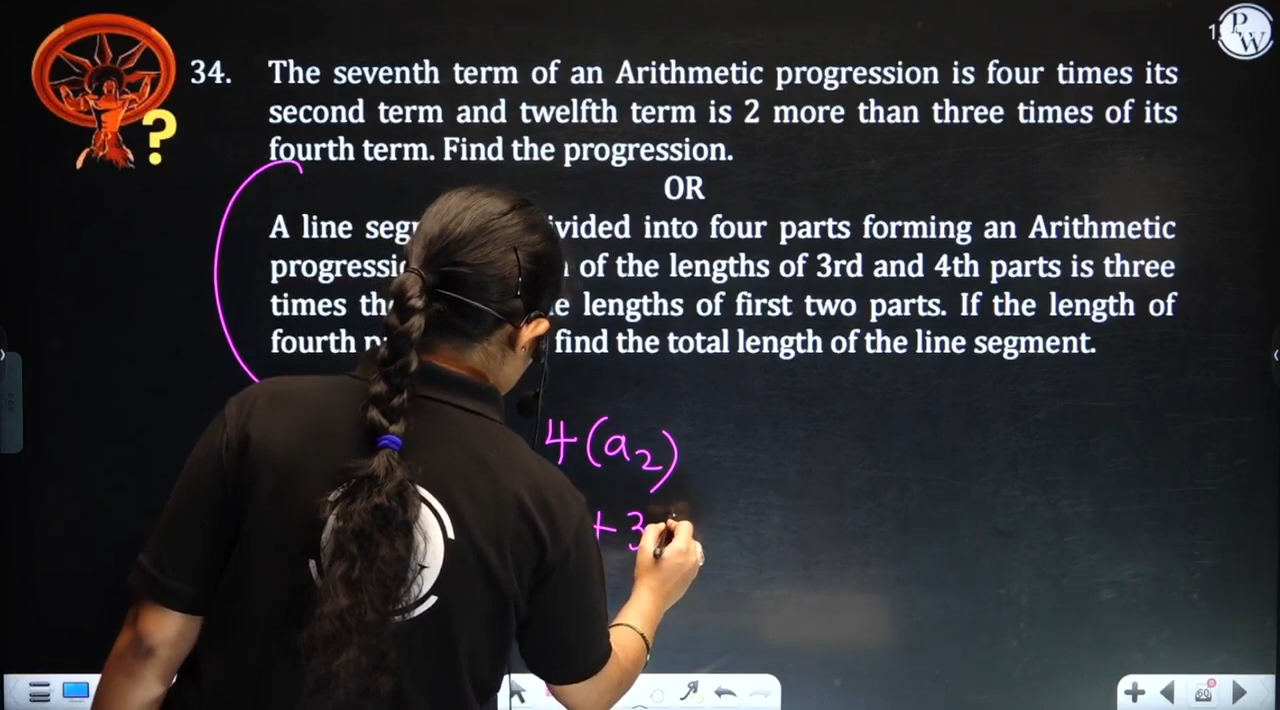 34. The seventh term of an Arithmetic progression is four times its
second term and twelfth term is 2 more than three times of its
fourth term. Find the progression.
OR
A line ivided into four parts forming an Arithmetic
of the lengths of 3rd and 4th parts is three
times lengths of first two parts. If the length of
fourth find the total length of the line segment.
4(a₂)
+3
PW
60